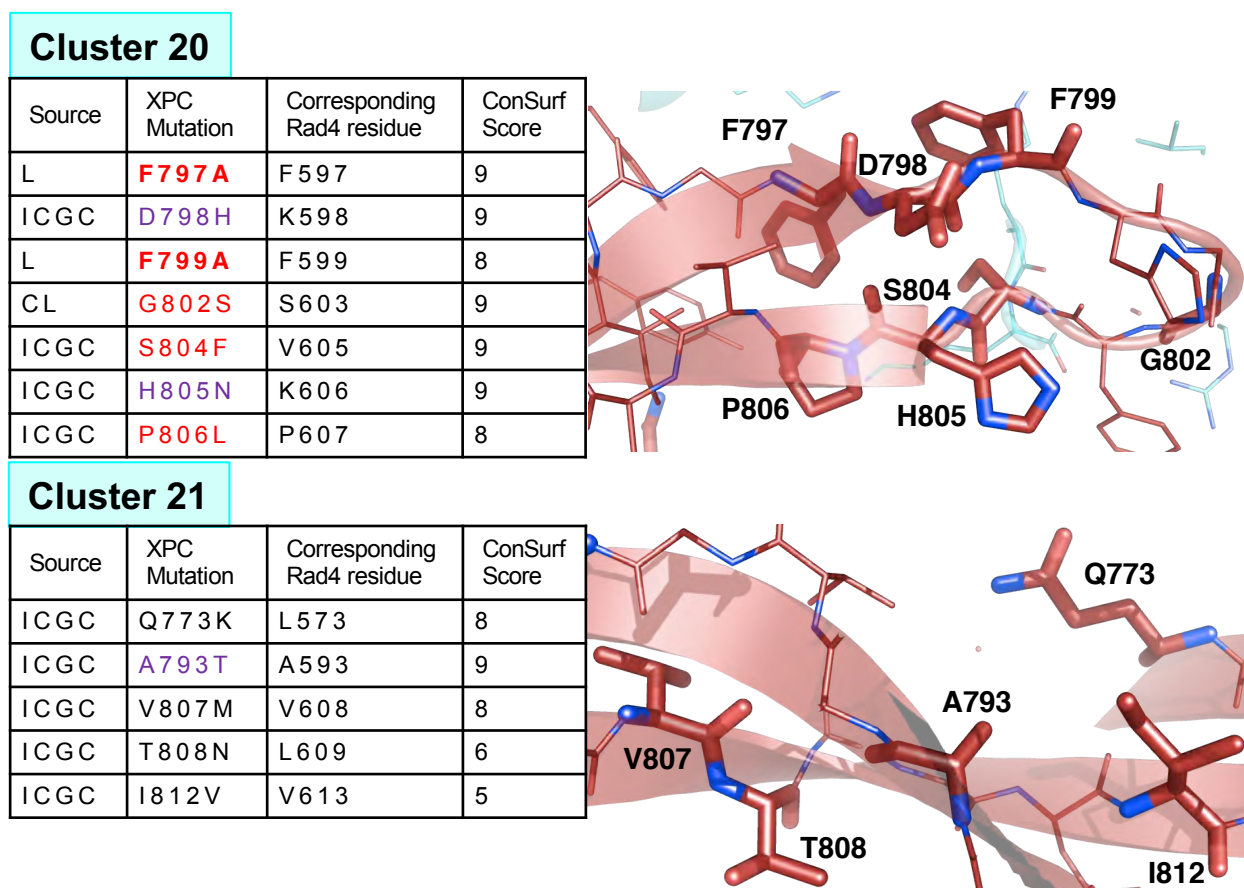 Cluster 20
Source XPC Mutation Corresponding Rad4 residue ConSurf Score
L F797A F597 9
ICGC D798H K598 9
L F799A F599 8
CL G802S S603 9
ICGC S804F V605 9
ICGC H805N K606 9
ICGC P806L P607 8
F797
F799
D798
S804
G802
P806
H805
Cluster 21
Source XPC Mutation Corresponding Rad4 residue ConSurf Score
ICGC Q773K L573 8
ICGC A793T A593 9
ICGC V807M V608 8
ICGC T808N L609 6
ICGC I812V V613 5
Q773
A793
V807
T808
I812